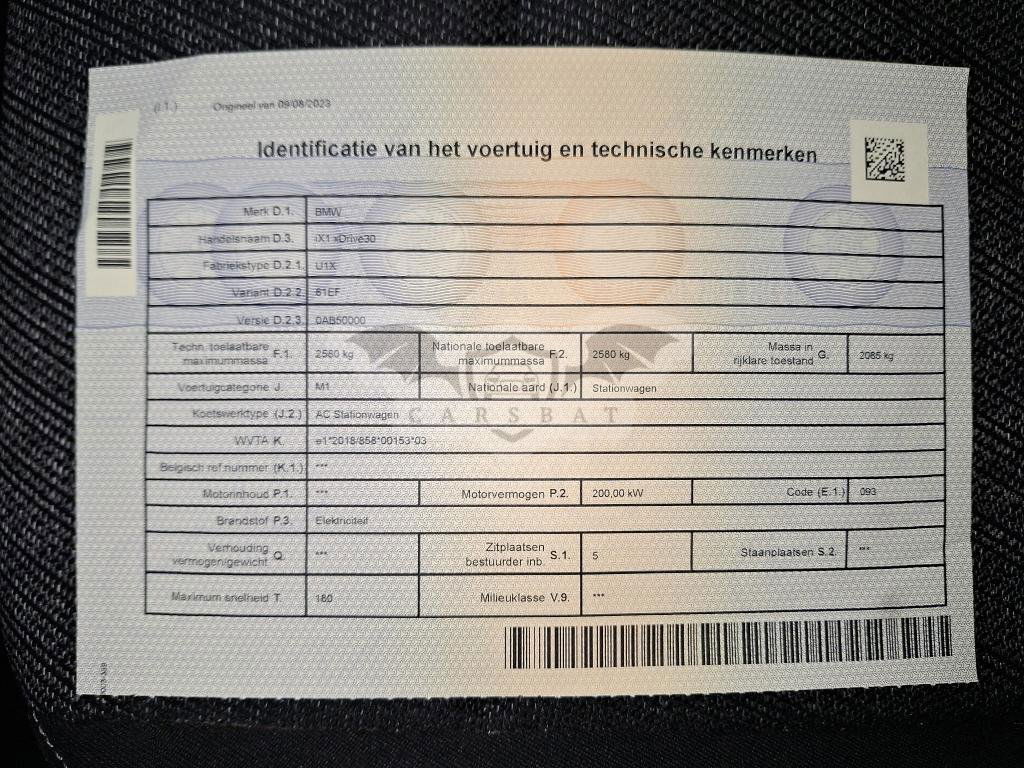 (I.1.) Origineel van 09/08/2023
Identificatie van het voertuig en technische kenmerken
Merk D.1. BMW
Handelsnaam D.3. iX1 xDrive30
Fabriekstype D.2.1. U1X
Variant D.2.2. 61EF
Versie D.2.3. 0AB50000
Techn. toelaatbare maximummassa F.1. 2580 kg Nationale toelaatbare maximummassa F.2. 2580 kg Massa in rijklare toestand G. 2085 kg
Voertuigcategorie J. M1 Nationale aard (J.1.) Stationwagen
Koetswerktype (J.2.) AC Stationwagen
CARSBAT
WVTA K. e1*2018/858*00153*03
Belgisch ref nummer (K.1.) ***
Motorinhoud P.1. *** Motorvermogen P.2. 200,00 kW Code (E.1.) 093
Brandstof P.3. Elektriciteit
Verhouding vermogen/gewicht Q. *** Zitplaatsen bestuurder inb. S.1. 5 Staanplaatsen S.2. ***
Maximum snelheid T. 180 Milieuklasse V.9. ***